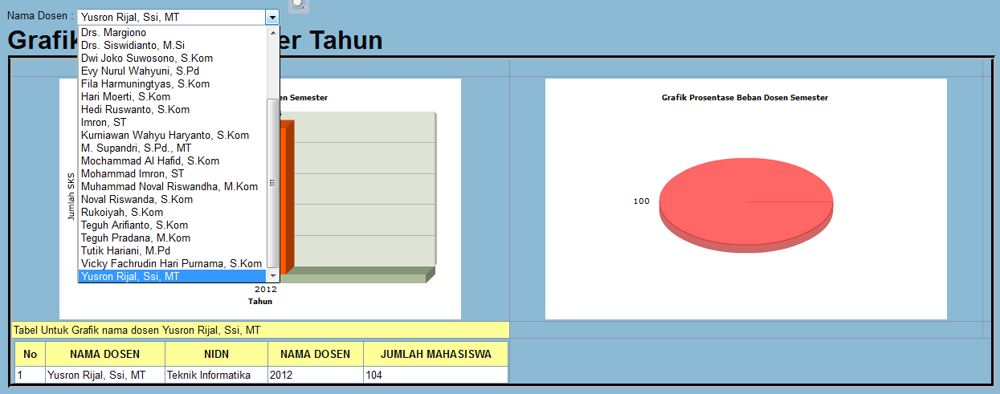 Nama Dosen : Yusron Rijal, Ssi, MT
Drs. Margiono
Drs. Siswidianto, M.Si
Dwi Joko Suwosono, S.Kom
Evy Nurul Wahyuni, S.Pd
Fila Harmuningtyas, S.Kom
Hari Moerti, S.Kom
Hedi Ruswanto, S.Kom
Imron, ST
Kurniawan Wahyu Haryanto, S.Kom
M. Supandri, S.Pd., MT
Mochammad Al Hafid, S.Kom
Mohammad Imron, ST
Muhammad Noval Riswandha, M.Kom
Noval Riswanda, S.Kom
Rukoiyah, S.Kom
Teguh Arifianto, S.Kom
Teguh Pradana, M.Kom
Tutik Hariani, M.Pd
Vicky Fachrudin Hari Purnama, S.Kom
Yusron Rijal, Ssi, MT
Grafik er Tahun
en Semester
Jumlah SKS
2012
Tahun
Grafik Prosentase Beban Dosen Semester
100
Tabel Untuk Grafik nama dosen Yusron Rijal, Ssi, MT
No NAMA DOSEN NIDN NAMA DOSEN JUMLAH MAHASISWA
1 Yusron Rijal, Ssi, MT Teknik Informatika 2012 104